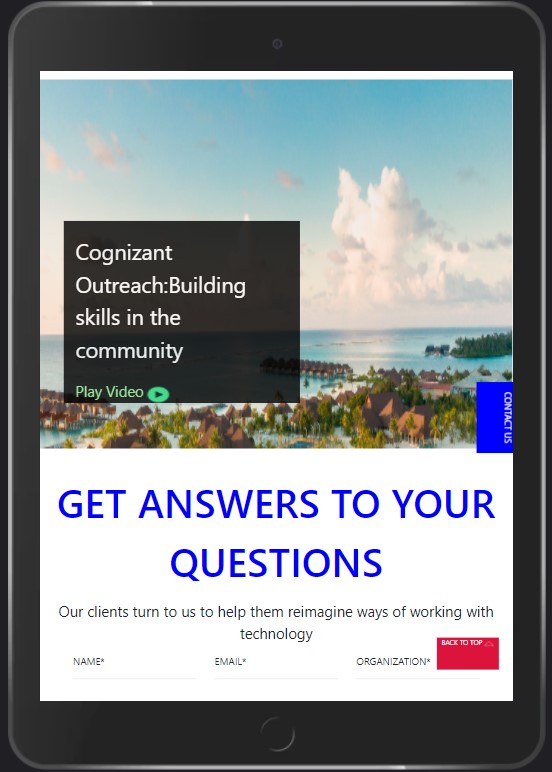 Cognizant
Outreach:Building
skills in the
community
Play Video
CONTACT US
GET ANSWERS TO YOUR
QUESTIONS
Our clients turn to us to help them reimagine ways of working with
technology
BACK TO TOP
NAME*
EMAIL*
ORGANIZATION*